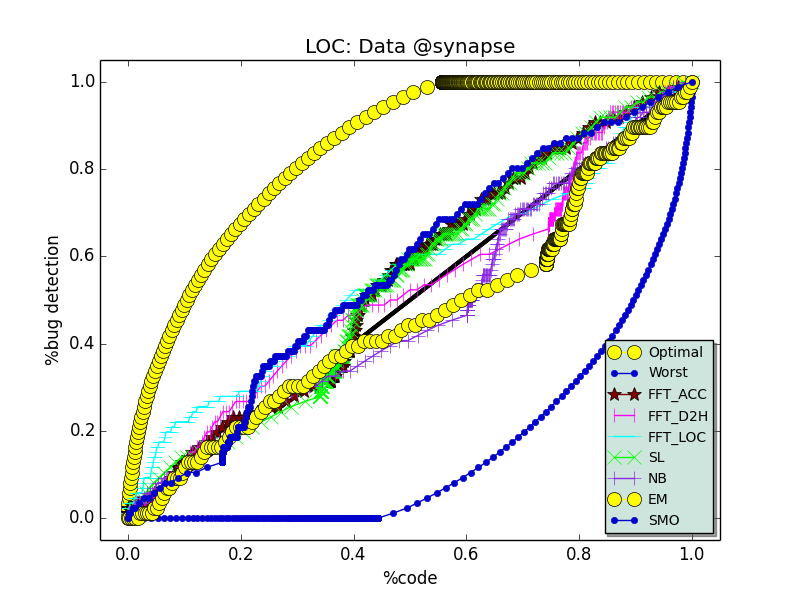 LOC: Data @synapse
%bug detection
1.0
0.8
0.6
0.4
0.2
0.0
0.0 0.2 0.4 0.6 0.8 1.0
%code
Optimal
Worst
FFT_ACC
FFT_D2H
FFT_LOC
SL
NB
EM
SMO